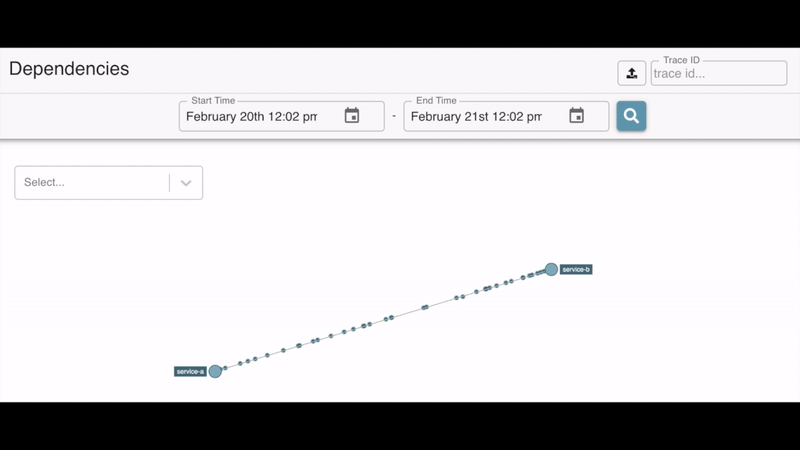 Dependencies
Trace ID
trace id...
Start Time
February 20th 12:02 pm
-
End Time
February 21st 12:02 pm
Select...
service-b
service-a